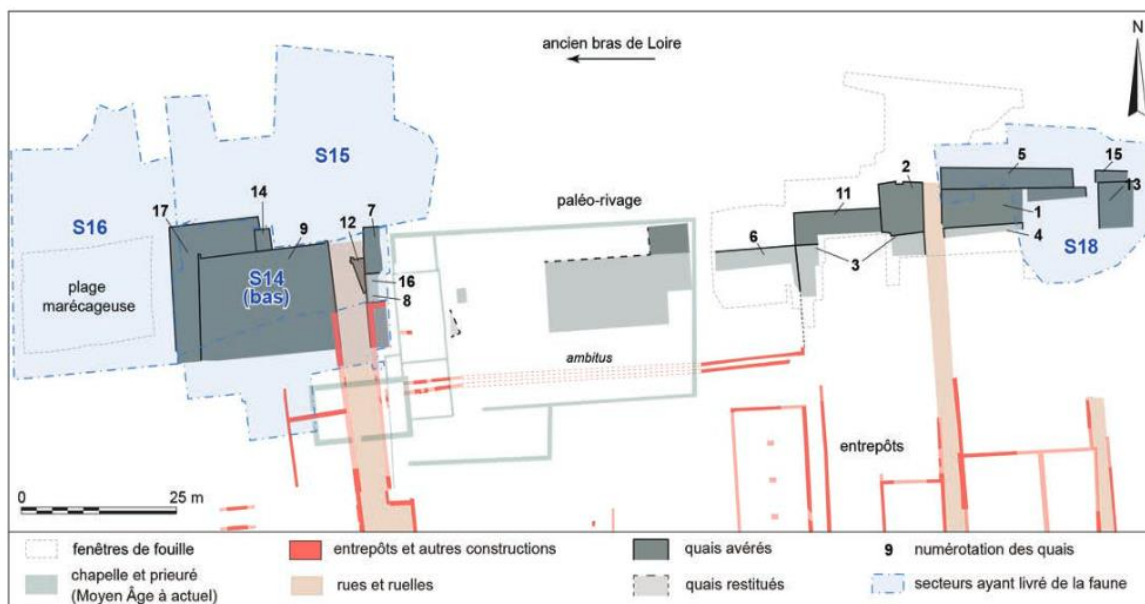 ancien bras de Loire
N
S15
S16
S14
(bas)
S18
17
14
9
12
7
16
8
plage
marécageuse
paléo-rivage
ambitus
entrepôts
6
11
3
2
5
1
4
15
13
0
25 m
fenêtres de fouille
entrepôts et autres constructions
quais avérés
9 numérotation des quais
chapelle et prieuré
(Moyen Âge à actuel)
rues et ruelles
quais restitués
secteurs ayant livré de la faune